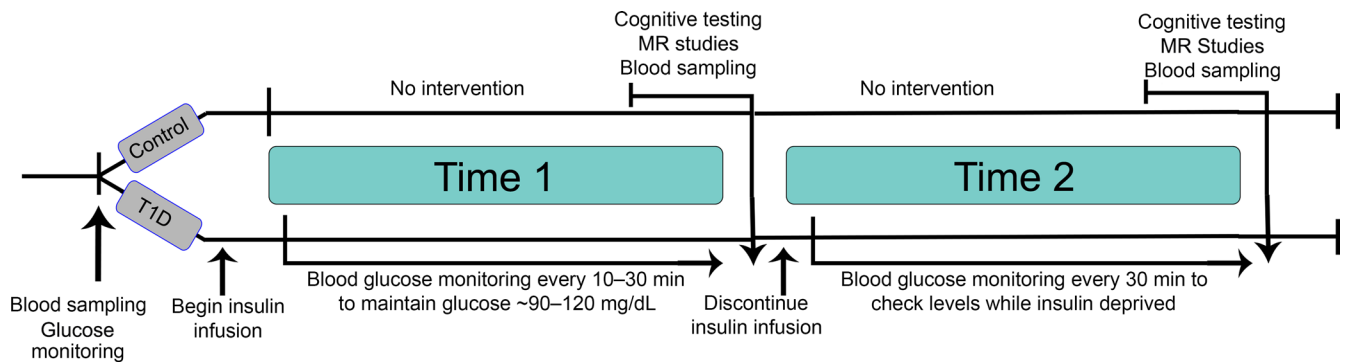 Cognitive testing
MR studies
Blood sampling
Cognitive testing
MR Studies
Blood sampling
No intervention
No intervention
Control
T1D
Time 1
Time 2
Blood sampling
Glucose
monitoring
Begin insulin
infusion
Blood glucose monitoring every 10–30 min
to maintain glucose ~90–120 mg/dL
Discontinue
insulin infusion
Blood glucose monitoring every 30 min to
check levels while insulin deprived